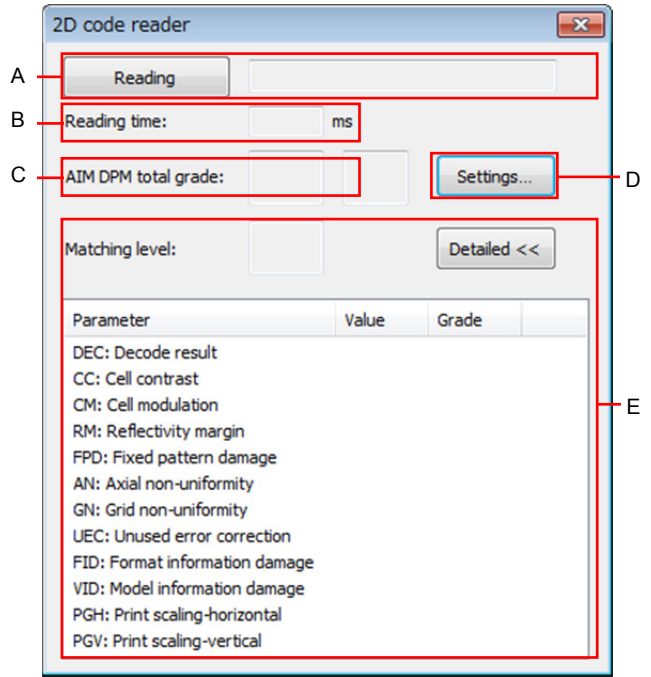 2D code reader
A
Reading
B
Reading time: ms
C
AIM DPM total grade:
Settings...
D
Matching level:
Detailed <<
Parameter Value Grade
DEC: Decode result
CC: Cell contrast
CM: Cell modulation
E
RM: Reflectivity margin
FPD: Fixed pattern damage
AN: Axial non-uniformity
GN: Grid non-uniformity
UEC: Unused error correction
FID: Format information damage
VID: Model information damage
PGH: Print scaling-horizontal
PGV: Print scaling-vertical